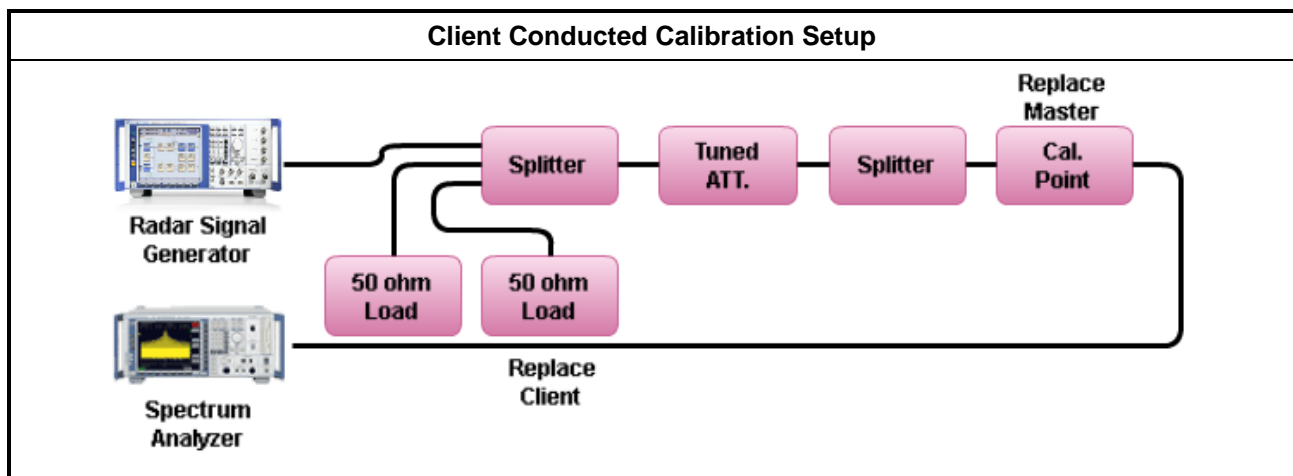 Client Conducted Calibration Setup
Replace
Master
Splitter
Tuned
ATT.
Splitter
Cal.
Point
Radar Signal
Generator
50 ohm
Load
50 ohm
Load
Replace
Client
Spectrum
Analyzer